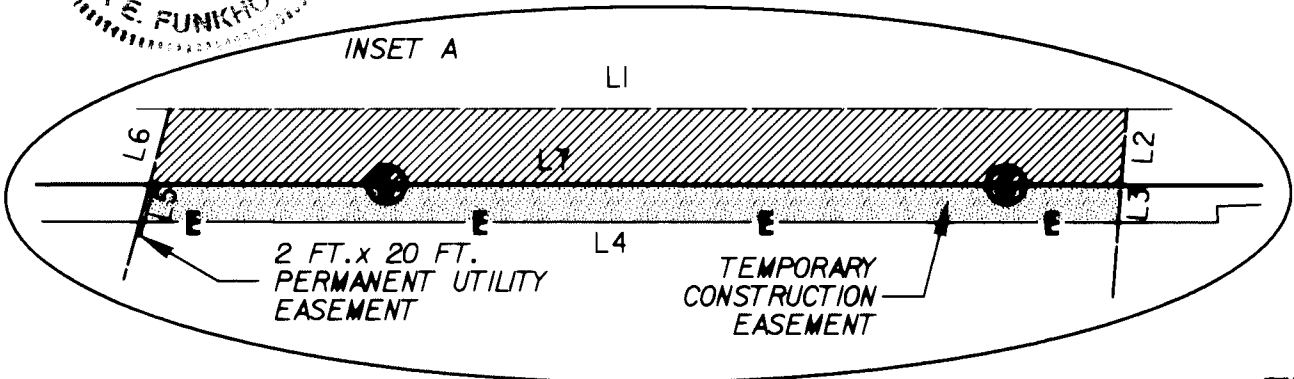 E. FUNKHO
INSET A
L1
L6
L2
L7
L5
L3
E E E E
L4
2 FT. x 20 FT.
PERMANENT UTILITY
EASEMENT
TEMPORARY
CONSTRUCTION
EASEMENT